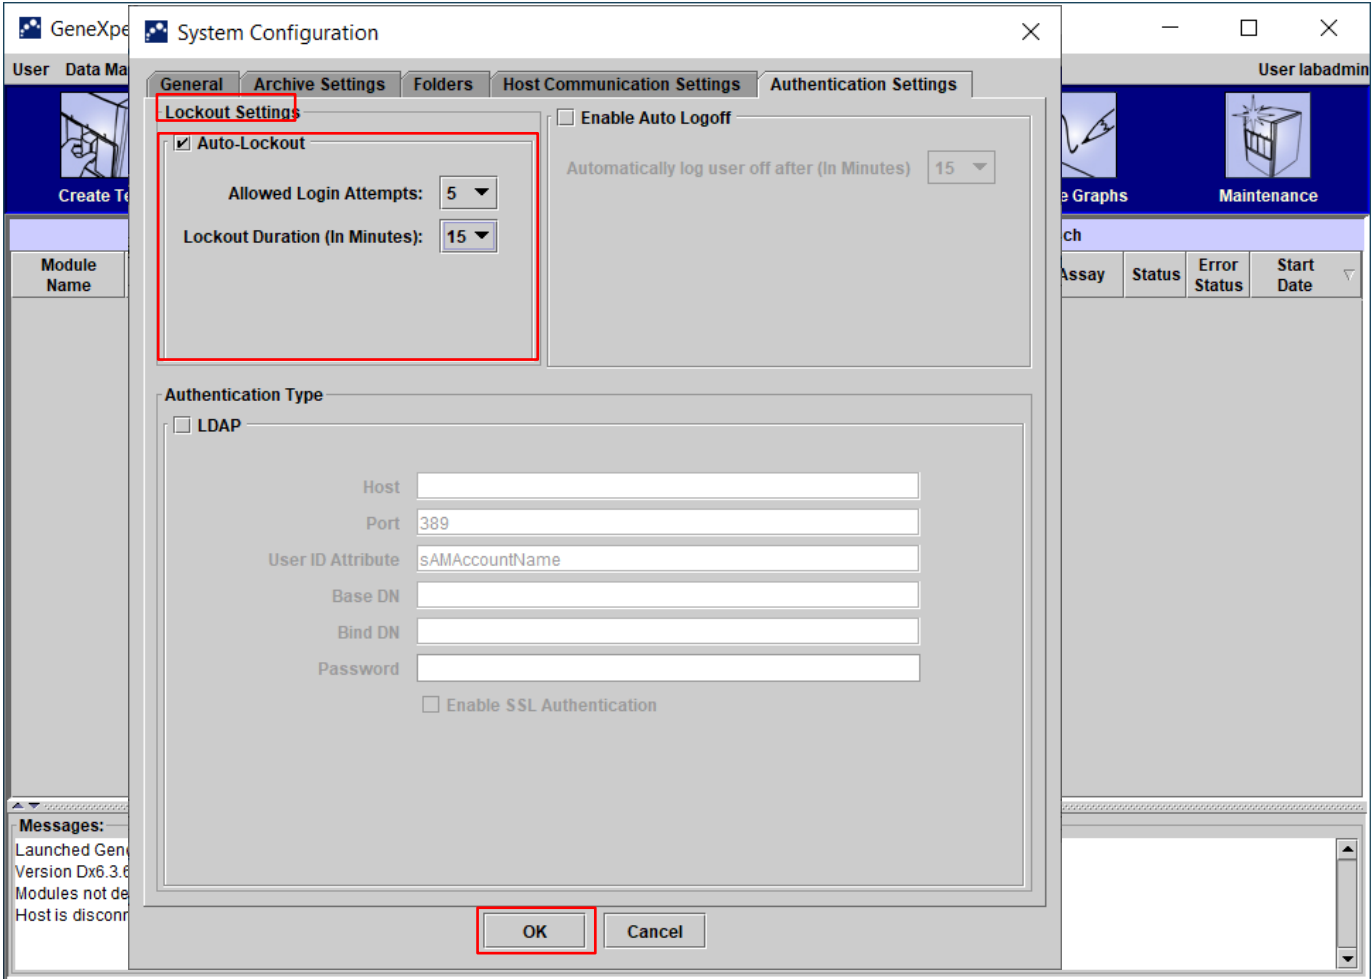 GeneXpe
System Configuration
User Data Ma
User labadmin
General Archive Settings Folders Host Communication Settings Authentication Settings
Lockout Settings
Enable Auto Logoff
Auto-Lockout
Automatically log user off after (In Minutes) 15
Allowed Login Attempts: 5
Lockout Duration (In Minutes): 15
Create Te
e Graphs
Maintenance
ch
Module Name
Assay
Status
Error Status
Start Date
Authentication Type
LDAP
Host
Port 389
User ID Attribute sAMAccountName
Base DN
Bind DN
Password
Enable SSL Authentication
Messages:
Launched Gene
Version Dx6.3.6
Modules not de
Host is disconn
OK Cancel